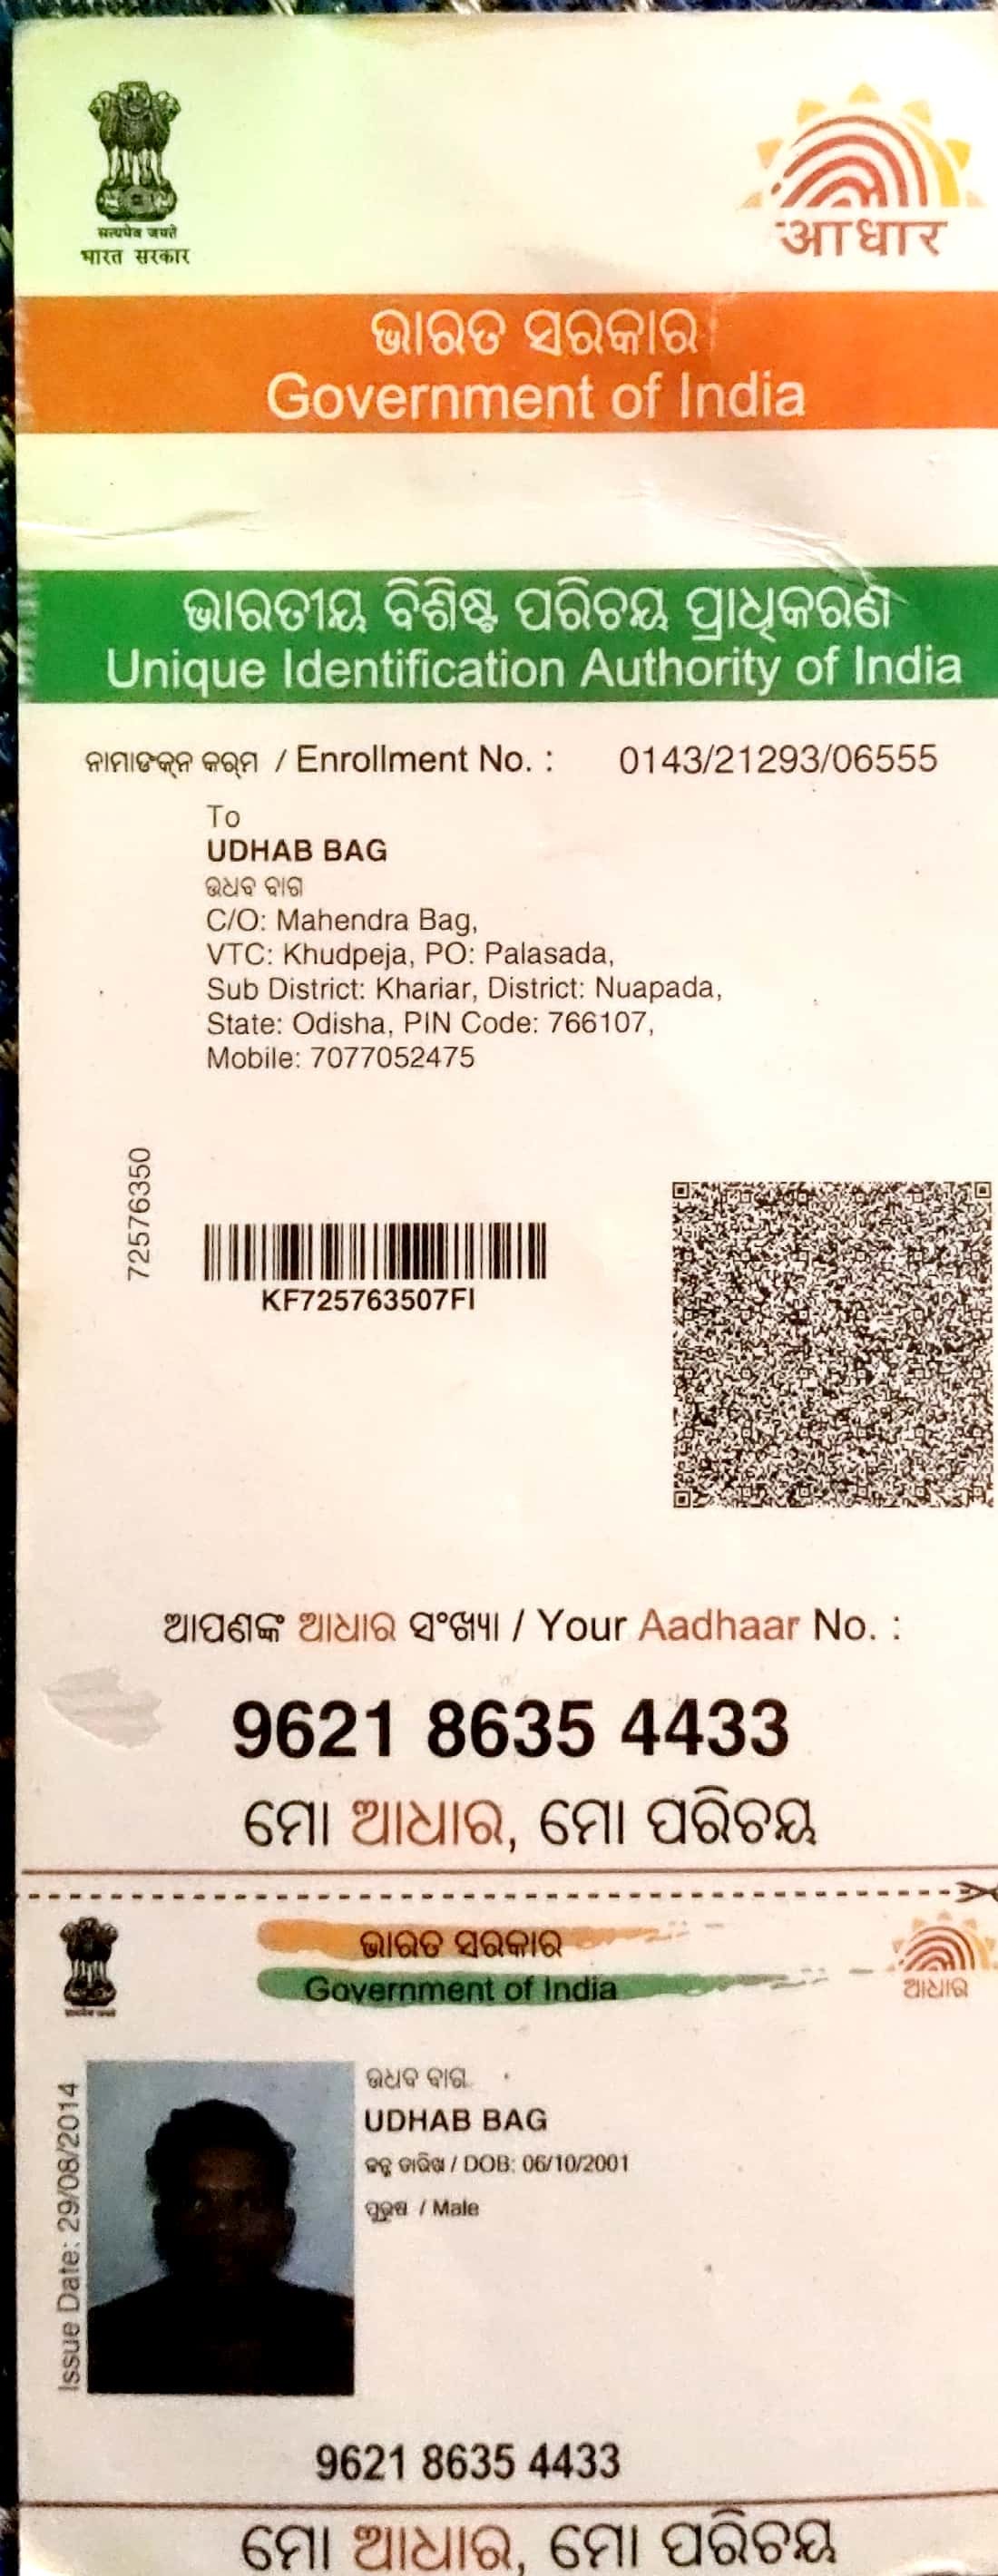 सत्यमेव जयते
भारत सरकार
आधार
ଭାରତ ସରକାର
Government of India
ଭାରତୀୟ ବିଶିଷ୍ଟ ପରିଚୟ ପ୍ରାଧିକରଣ
Unique Identification Authority of India
ନାମାଙକ୍ନ କର୍ମ / Enrollment No. : 0143/21293/06555
To
UDHAB BAG
ଉଧବ ବାଗ
C/O: Mahendra Bag,
VTC: Khudpeja, PO: Palasada,
Sub District: Khariar, District: Nuapada,
State: Odisha, PIN Code: 766107,
Mobile: 7077052475
72576350
KF725763507FI
ଆପଣଙ୍କ ଆଧାର ସଂଖ୍ୟା / Your Aadhaar No. :
9621 8635 4433
ମୋ ଆଧାର, ମୋ ପରିଚୟ
ଭାରତ ସରକାର
Government of India
ଆଧାର
Issue Date: 29/08/2014
ଉଧବ ବାଗ
UDHAB BAG
ଜନ୍ମ ତାରିଖ / DOB: 06/10/2001
ପୁରୁଷ / Male
9621 8635 4433
ମୋ ଆଧାର, ମୋ ପରିଚୟ